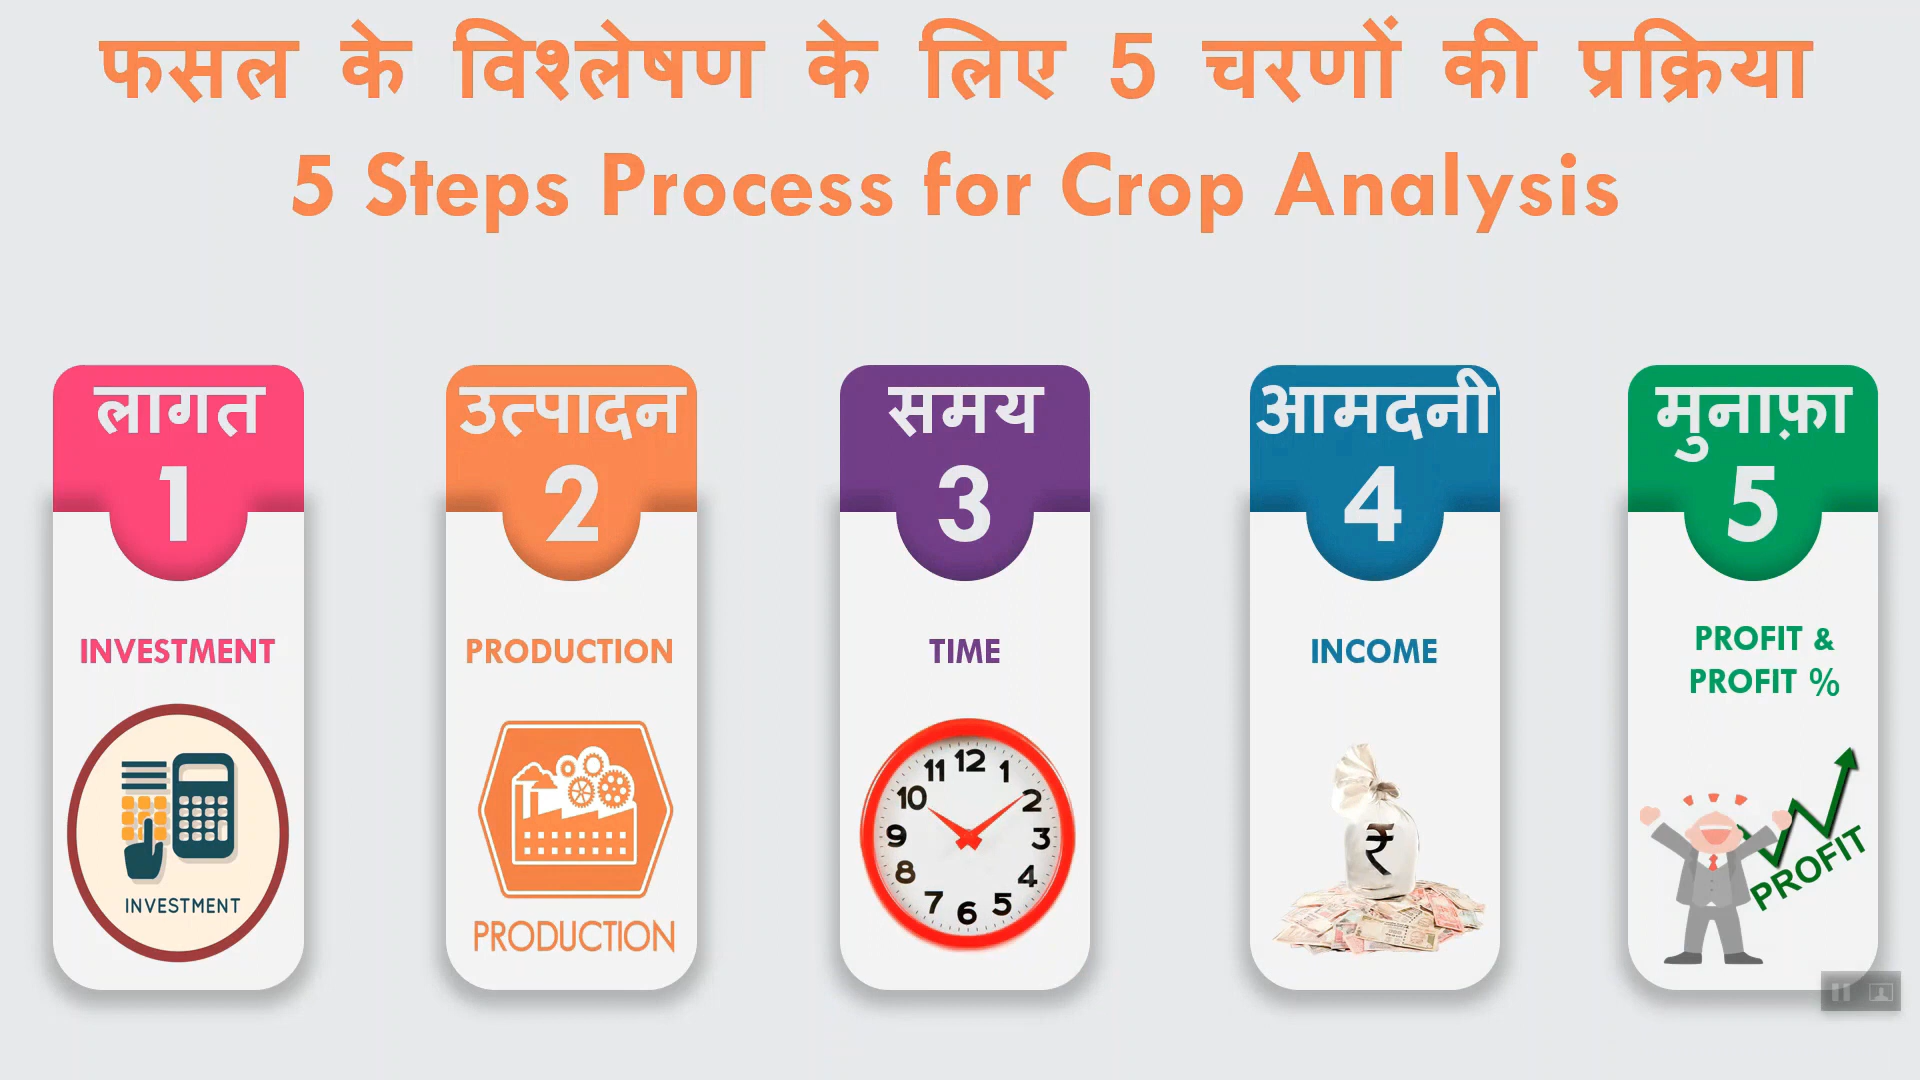 फसल के विश्लेषण के लिए 5 चरणों की प्रक्रिया
5 Steps Process for Crop Analysis
लागत
1
INVESTMENT
INVESTMENT
उत्पादन
2
PRODUCTION
PRODUCTION
समय
3
TIME
12
1
2
3
4
5
6
7
8
9
10
11
आमदनी
4
INCOME
₹
मुनाफ़ा
5
PROFIT &
PROFIT %
PROFIT